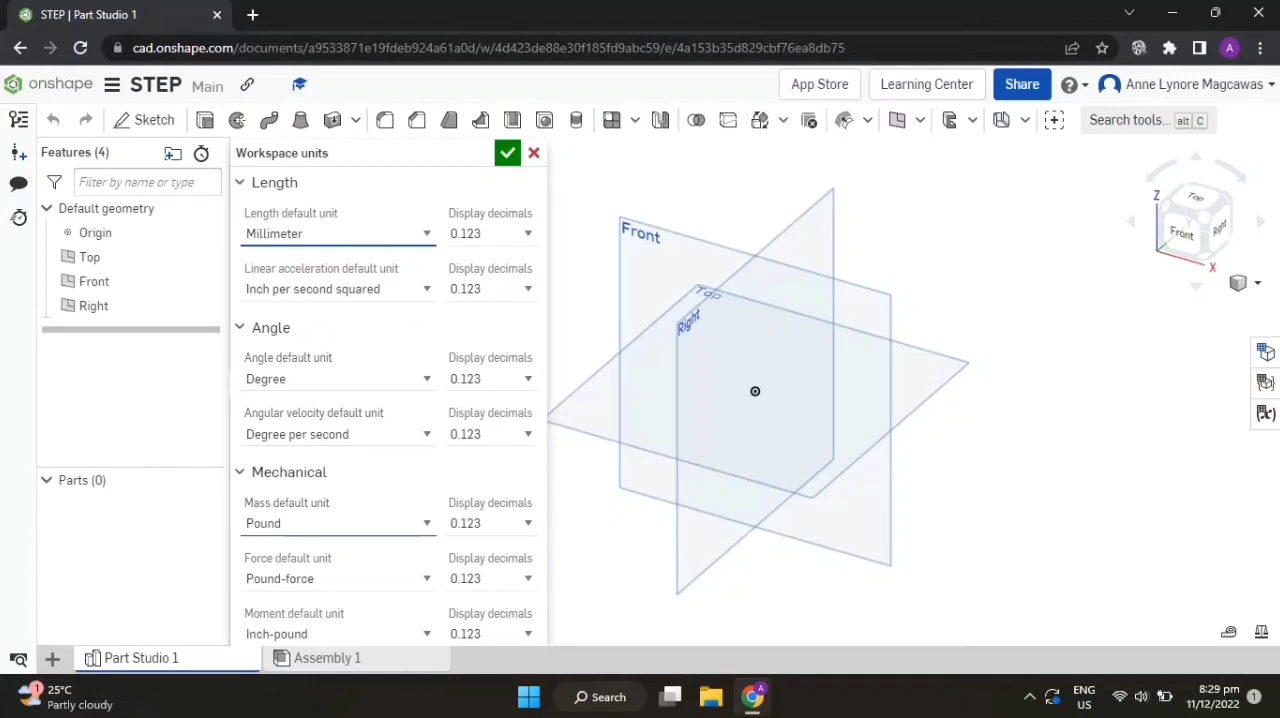 STEP | Part Studio 1
cad.onshape.com/documents/a9533871e19fdeb924a61a0d/w/4d423de88e30f185fd9abc59/e/4a153b35d829cbf76ea8db75
A
onshape
STEP
Main
App Store
Learning Center
Share
Anne Lynore Magcawas
Sketch
Search tools...
alt
C
Features (4)
Filter by name or type
Default geometry
Origin
Top
Front
Right
Parts (0)
Workspace units
Length
Length default unit
Display decimals
Millimeter
0.123
Linear acceleration default unit
Display decimals
Inch per second squared
0.123
Angle
Angle default unit
Display decimals
Degree
0.123
Angular velocity default unit
Display decimals
Degree per second
0.123
Mechanical
Mass default unit
Display decimals
Pound
0.123
Force default unit
Display decimals
Pound-force
0.123
Moment default unit
Display decimals
Inch-pound
0.123
Front
Top
Right
Z
Top
Front
Right
X
Part Studio 1
Assembly 1
1
25°C
Partly cloudy
Search
A
ENG
US
8:29 pm
11/12/2022
1